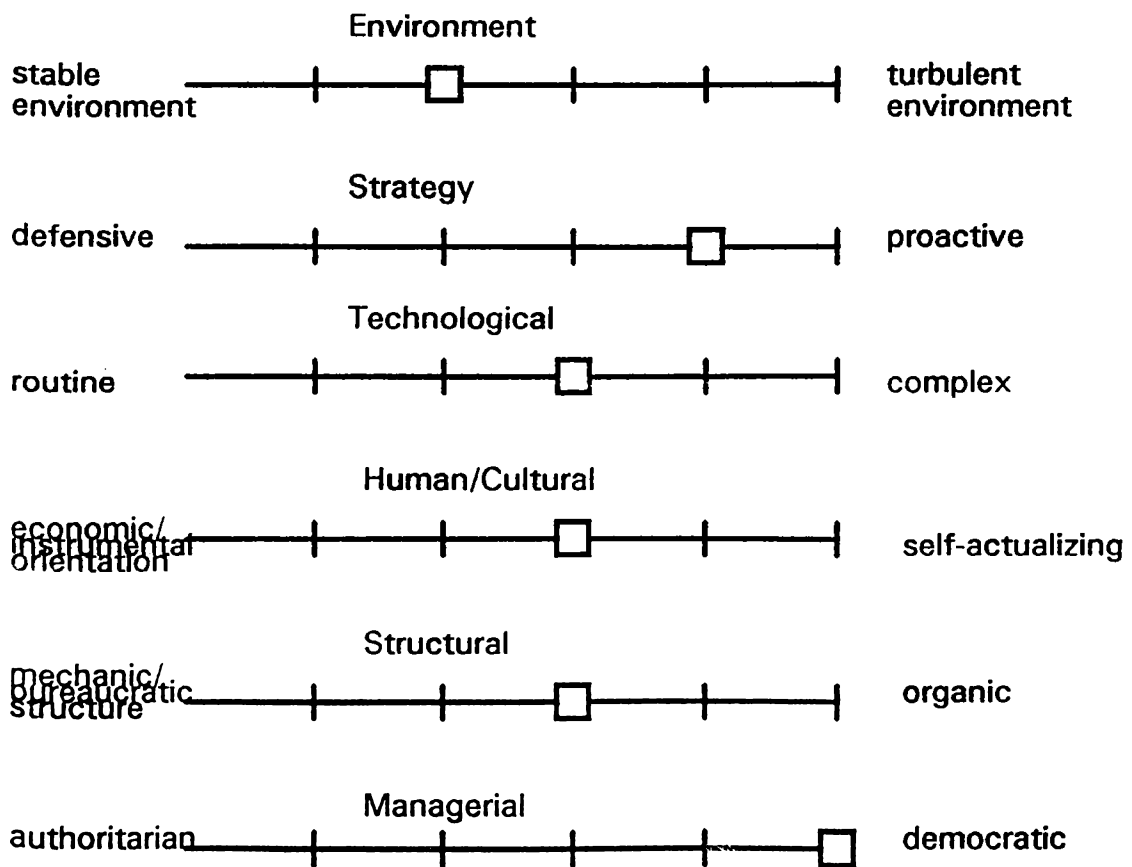 Environment
stable
environment
turbulent
environment
Strategy
defensive
proactive
Technological
routine
complex
Human/Cultural
economic/
instrumental
orientation
self-actualizing
Structural
mechanic/
bureaucratic
structure
organic
Managerial
authoritarian
democratic